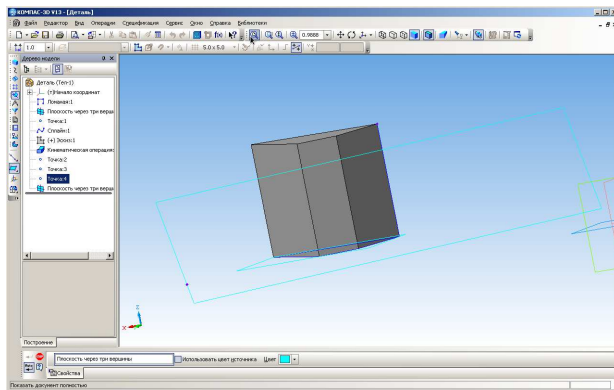 КОМПАС-3D V13 - [Деталь]
Файл Редактор Вид Операции Спецификация Сервис Окно Справка Библиотеки
0.9888
1.0
5.0 x 5.0
Дерево модели
Деталь (Тел-1)
(т)Начало координат
Ломаная:1
Плоскость через три верши
Точка:1
Сплайн:1
(+) Эскиз:1
Кинематическая операция:
Точка:2
Точка:3
Точка:4
Плоскость через три верши
Z
X
Построение
Плоскость через три вершины
Использовать цвет источника Цвет
Свойства
Показать документ полностью